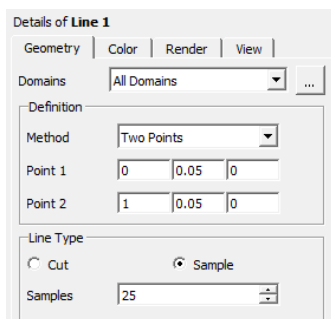 Details of Line 1
Geometry Color Render View
Domains All Domains ...
Definition
Method Two Points
Point 1 0 0.05 0
Point 2 1 0.05 0
Line Type
Cut Sample
Samples 25